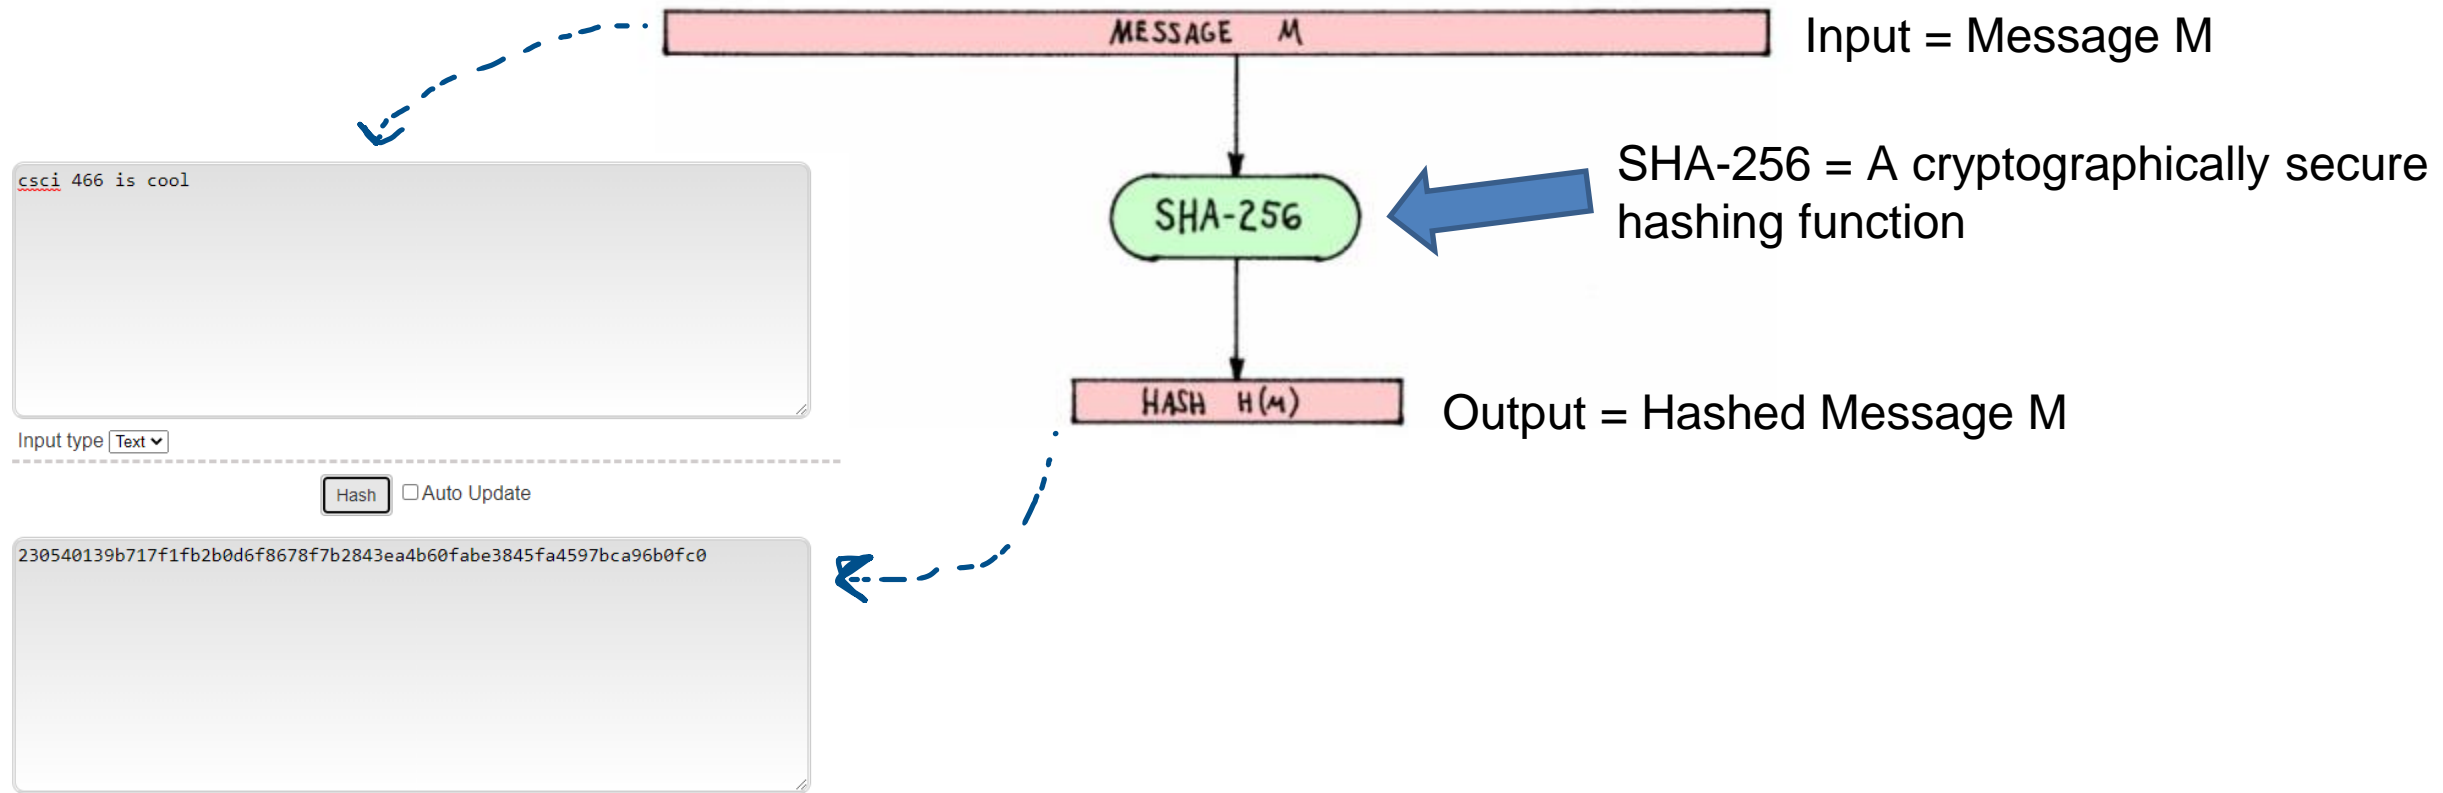 MESSAGE M
Input = Message M
csci 466 is cool
SHA-256
SHA-256 = A cryptographically secure
hashing function
HASH H(M)
Output = Hashed Message M
Input type Text
Hash Auto Update
230540139b717f1fb2b0d6f8678f7b2843ea4b60fabe3845fa4597bca96b0fc0